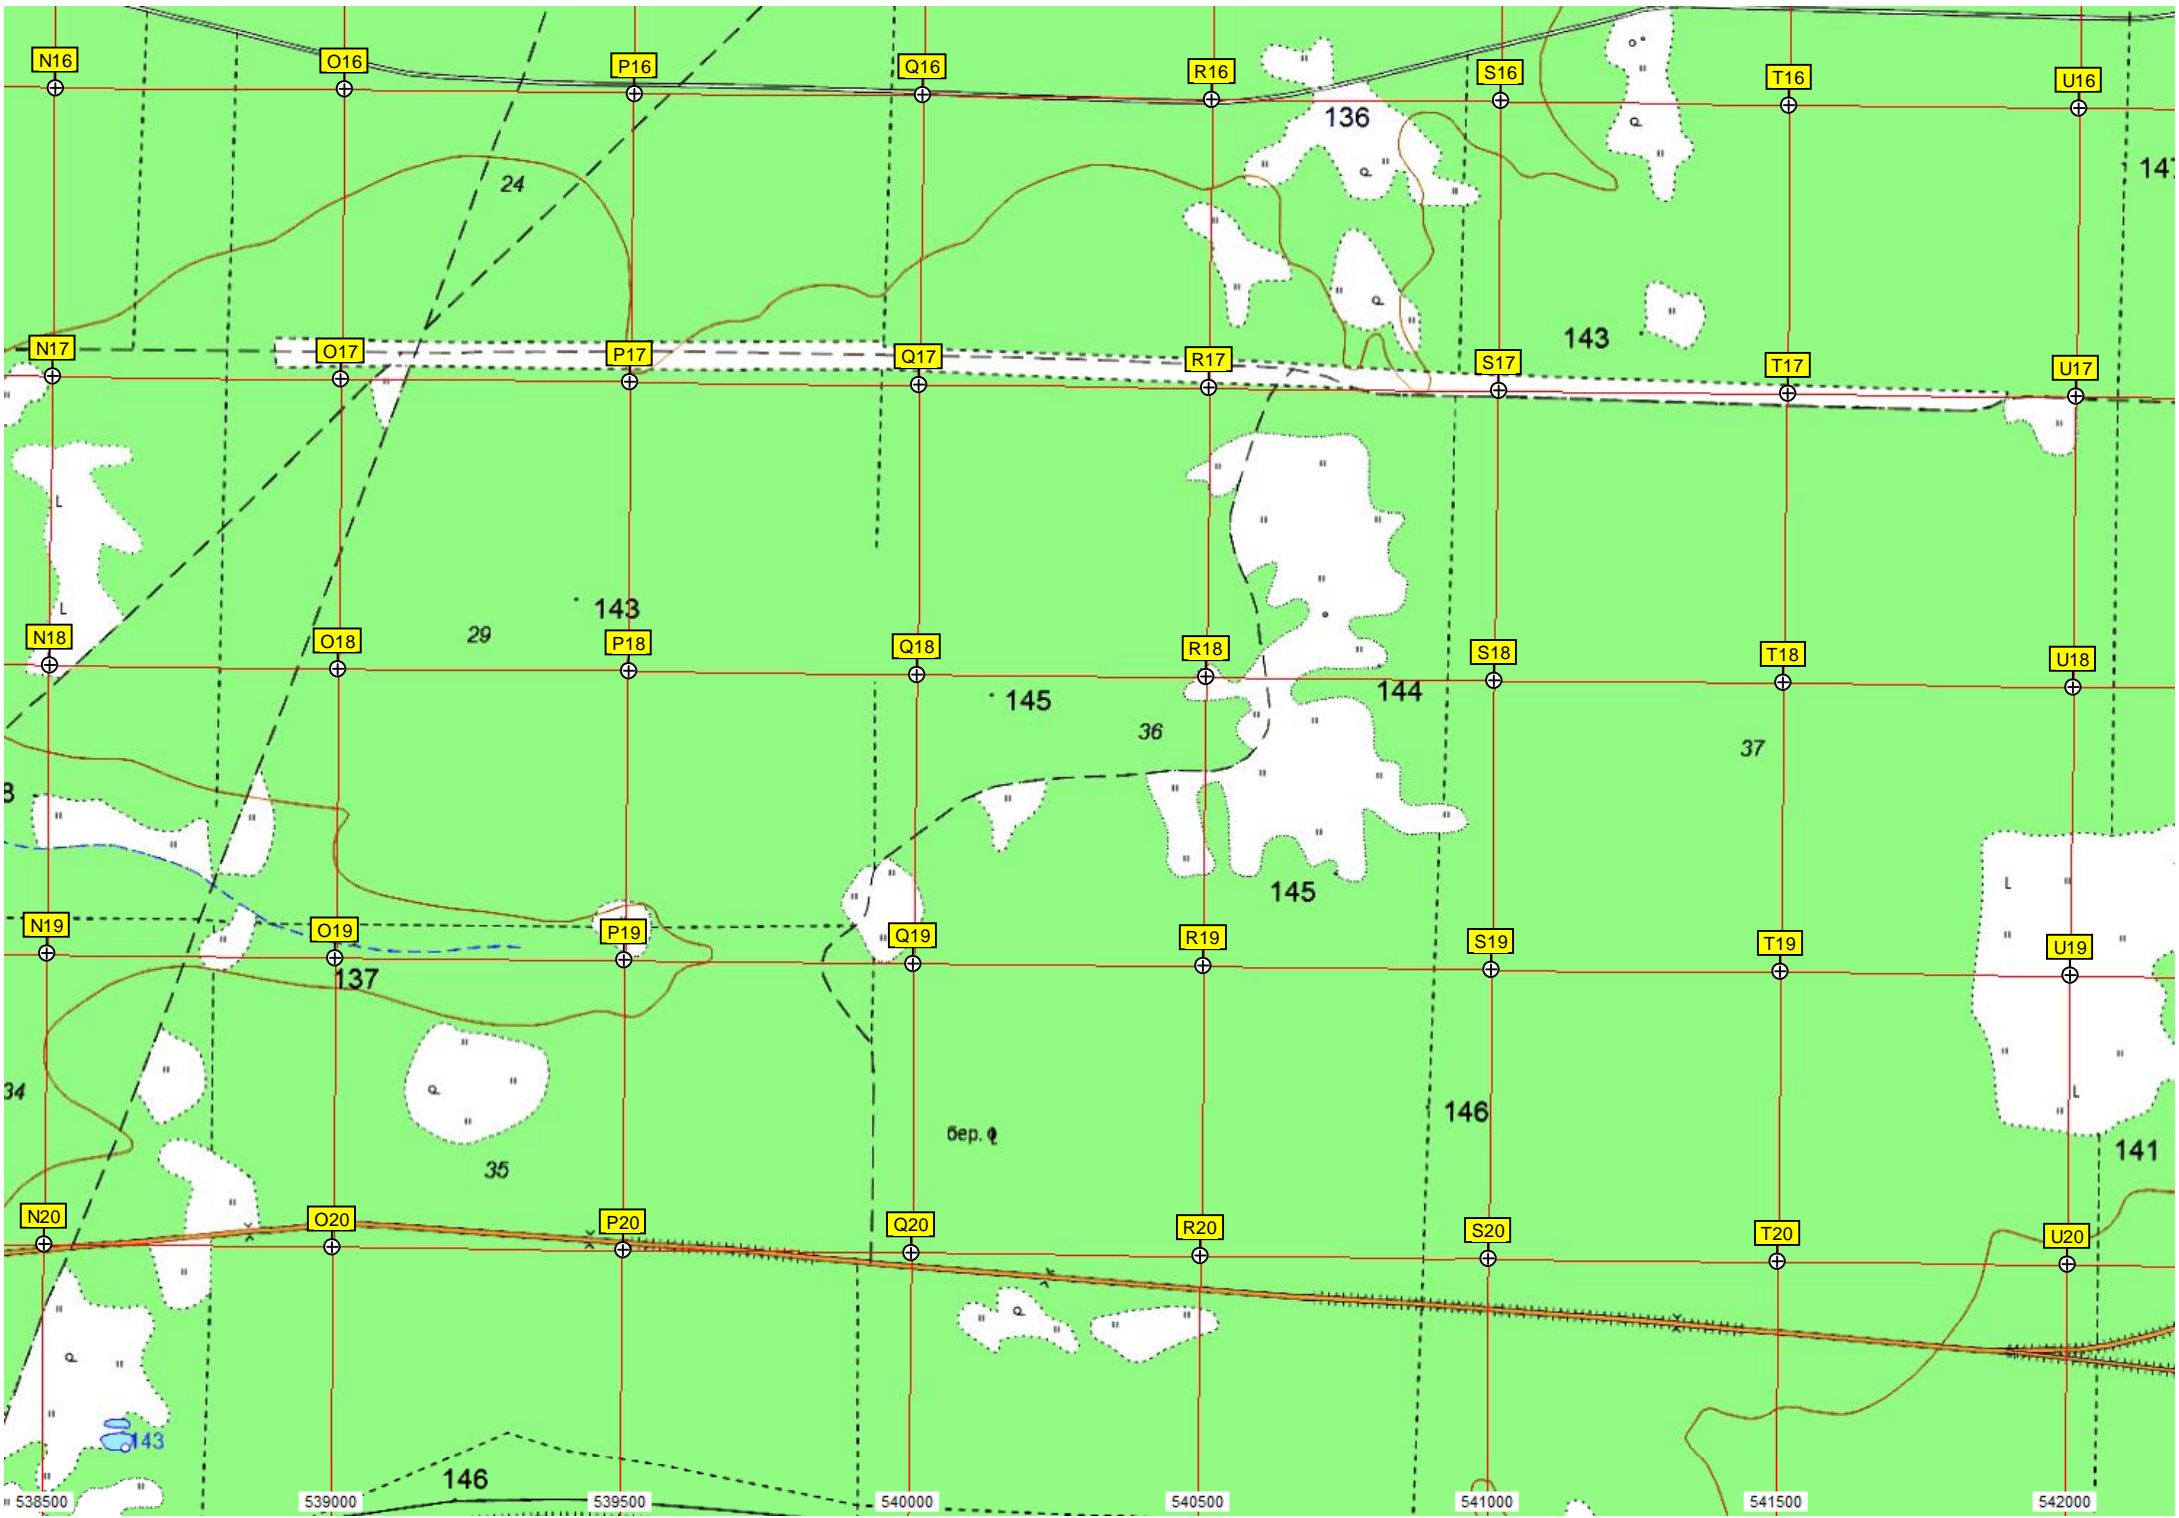 N16 O16 P16 Q16 R16 S16 T16 U16
136
147
24
143
N17 O17 P17 Q17 R17 S17 T17 U17
L
143
L
29
N18 O18 P18 Q18 R18 S18 T18 U18
145
144
36
37
8
145
L
N19 O19 P19 Q19 R19 S19 T19 U19
137
34
146
L
бер.
141
35
N20 O20 P20 Q20 R20 S20 T20 U20
143
146
538500 539000 539500 540000 540500 541000 541500 542000